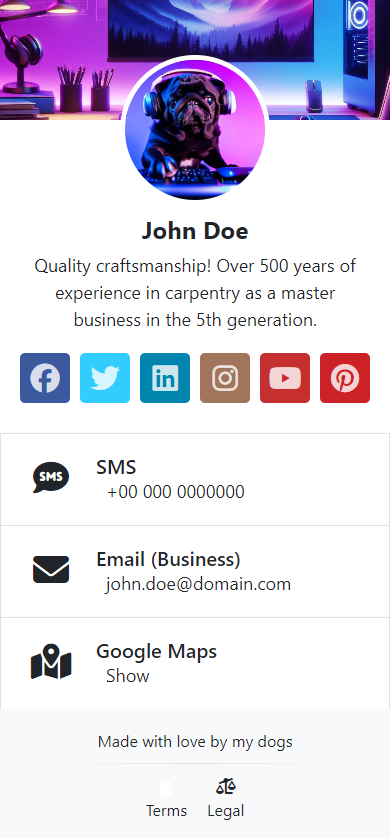 John Doe
Quality craftsmanship! Over 500 years of
experience in carpentry as a master
business in the 5th generation.
SMS
SMS
+00 000 0000000
Email (Business)
john.doe@domain.com
Google Maps
Show
Made with love by my dogs
Terms Legal